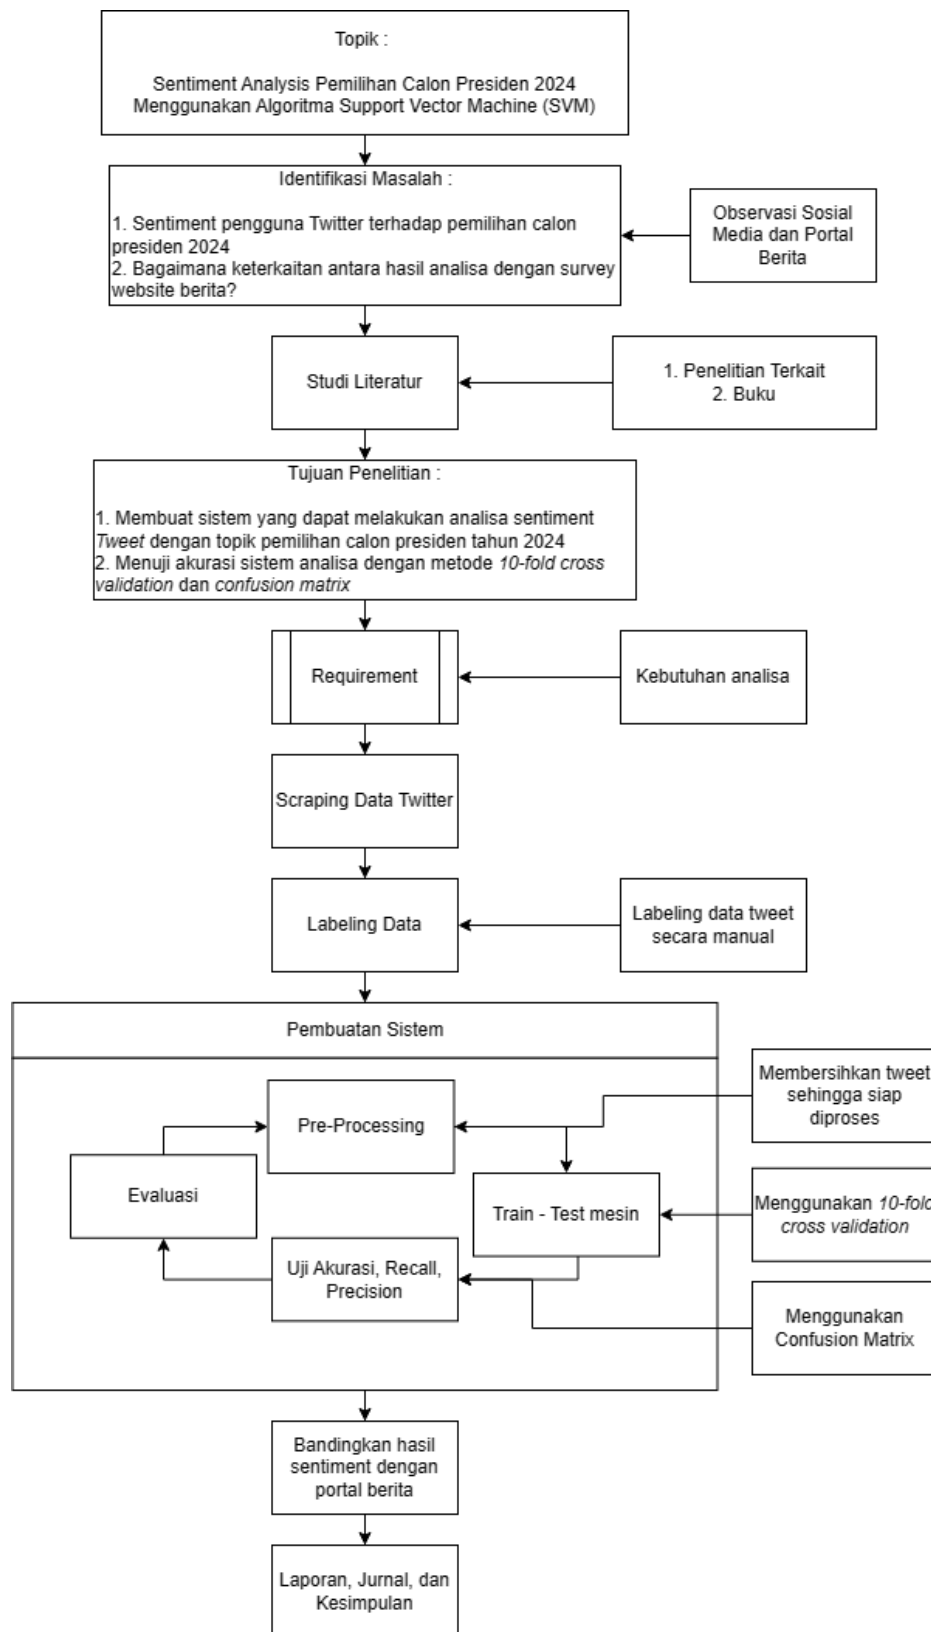 Topik :
Sentiment Analysis Pemilihan Calon Presiden 2024
Menggunakan Algoritma Support Vector Machine (SVM)
Identifikasi Masalah :
1. Sentiment pengguna Twitter terhadap pemilihan calon
presiden 2024
2. Bagaimana keterkaitan antara hasil analisa dengan survey
website berita?
Observasi Sosial
Media dan Portal
Berita
Studi Literatur
1. Penelitian Terkait
2. Buku
Tujuan Penelitian :
1. Membuat sistem yang dapat melakukan analisa sentiment
Tweet dengan topik pemilihan calon presiden tahun 2024
2. Menuji akurasi sistem analisa dengan metode 10-fold cross
validation dan confusion matrix
Requirement
Kebutuhan analisa
Scraping Data Twitter
Labeling Data
Labeling data tweet
secara manual
Pembuatan Sistem
Pre-Processing
Membersihkan tweet
sehingga siap
diproses
Evaluasi
Train - Test mesin
Menggunakan 10-fold
cross validation
Uji Akurasi, Recall,
Precision
Menggunakan
Confusion Matrix
Bandingkan hasil
sentiment dengan
portal berita
Laporan, Jurnal, dan
Kesimpulan